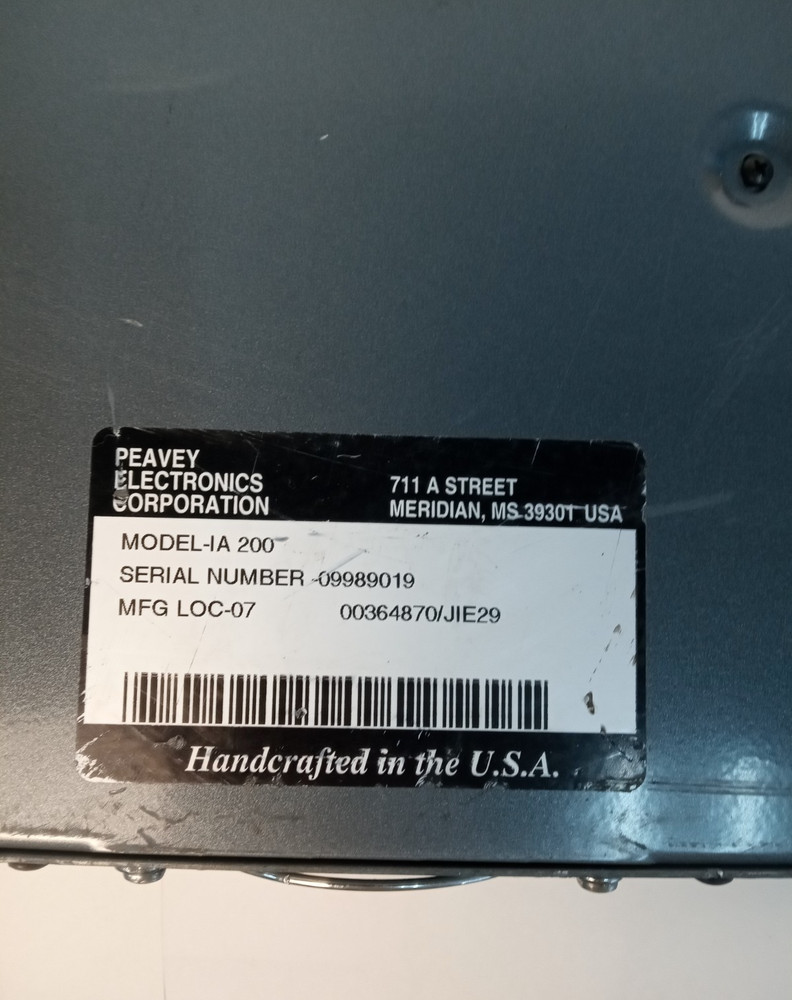 PEAVEY
ELECTRONICS
CORPORATION
711 A STREET
MERIDIAN, MS 39301 USA
MODEL-IA 200
SERIAL NUMBER -09989019
MFG LOC-07 00364870/JIE29
Handcrafted in the U.S.A.